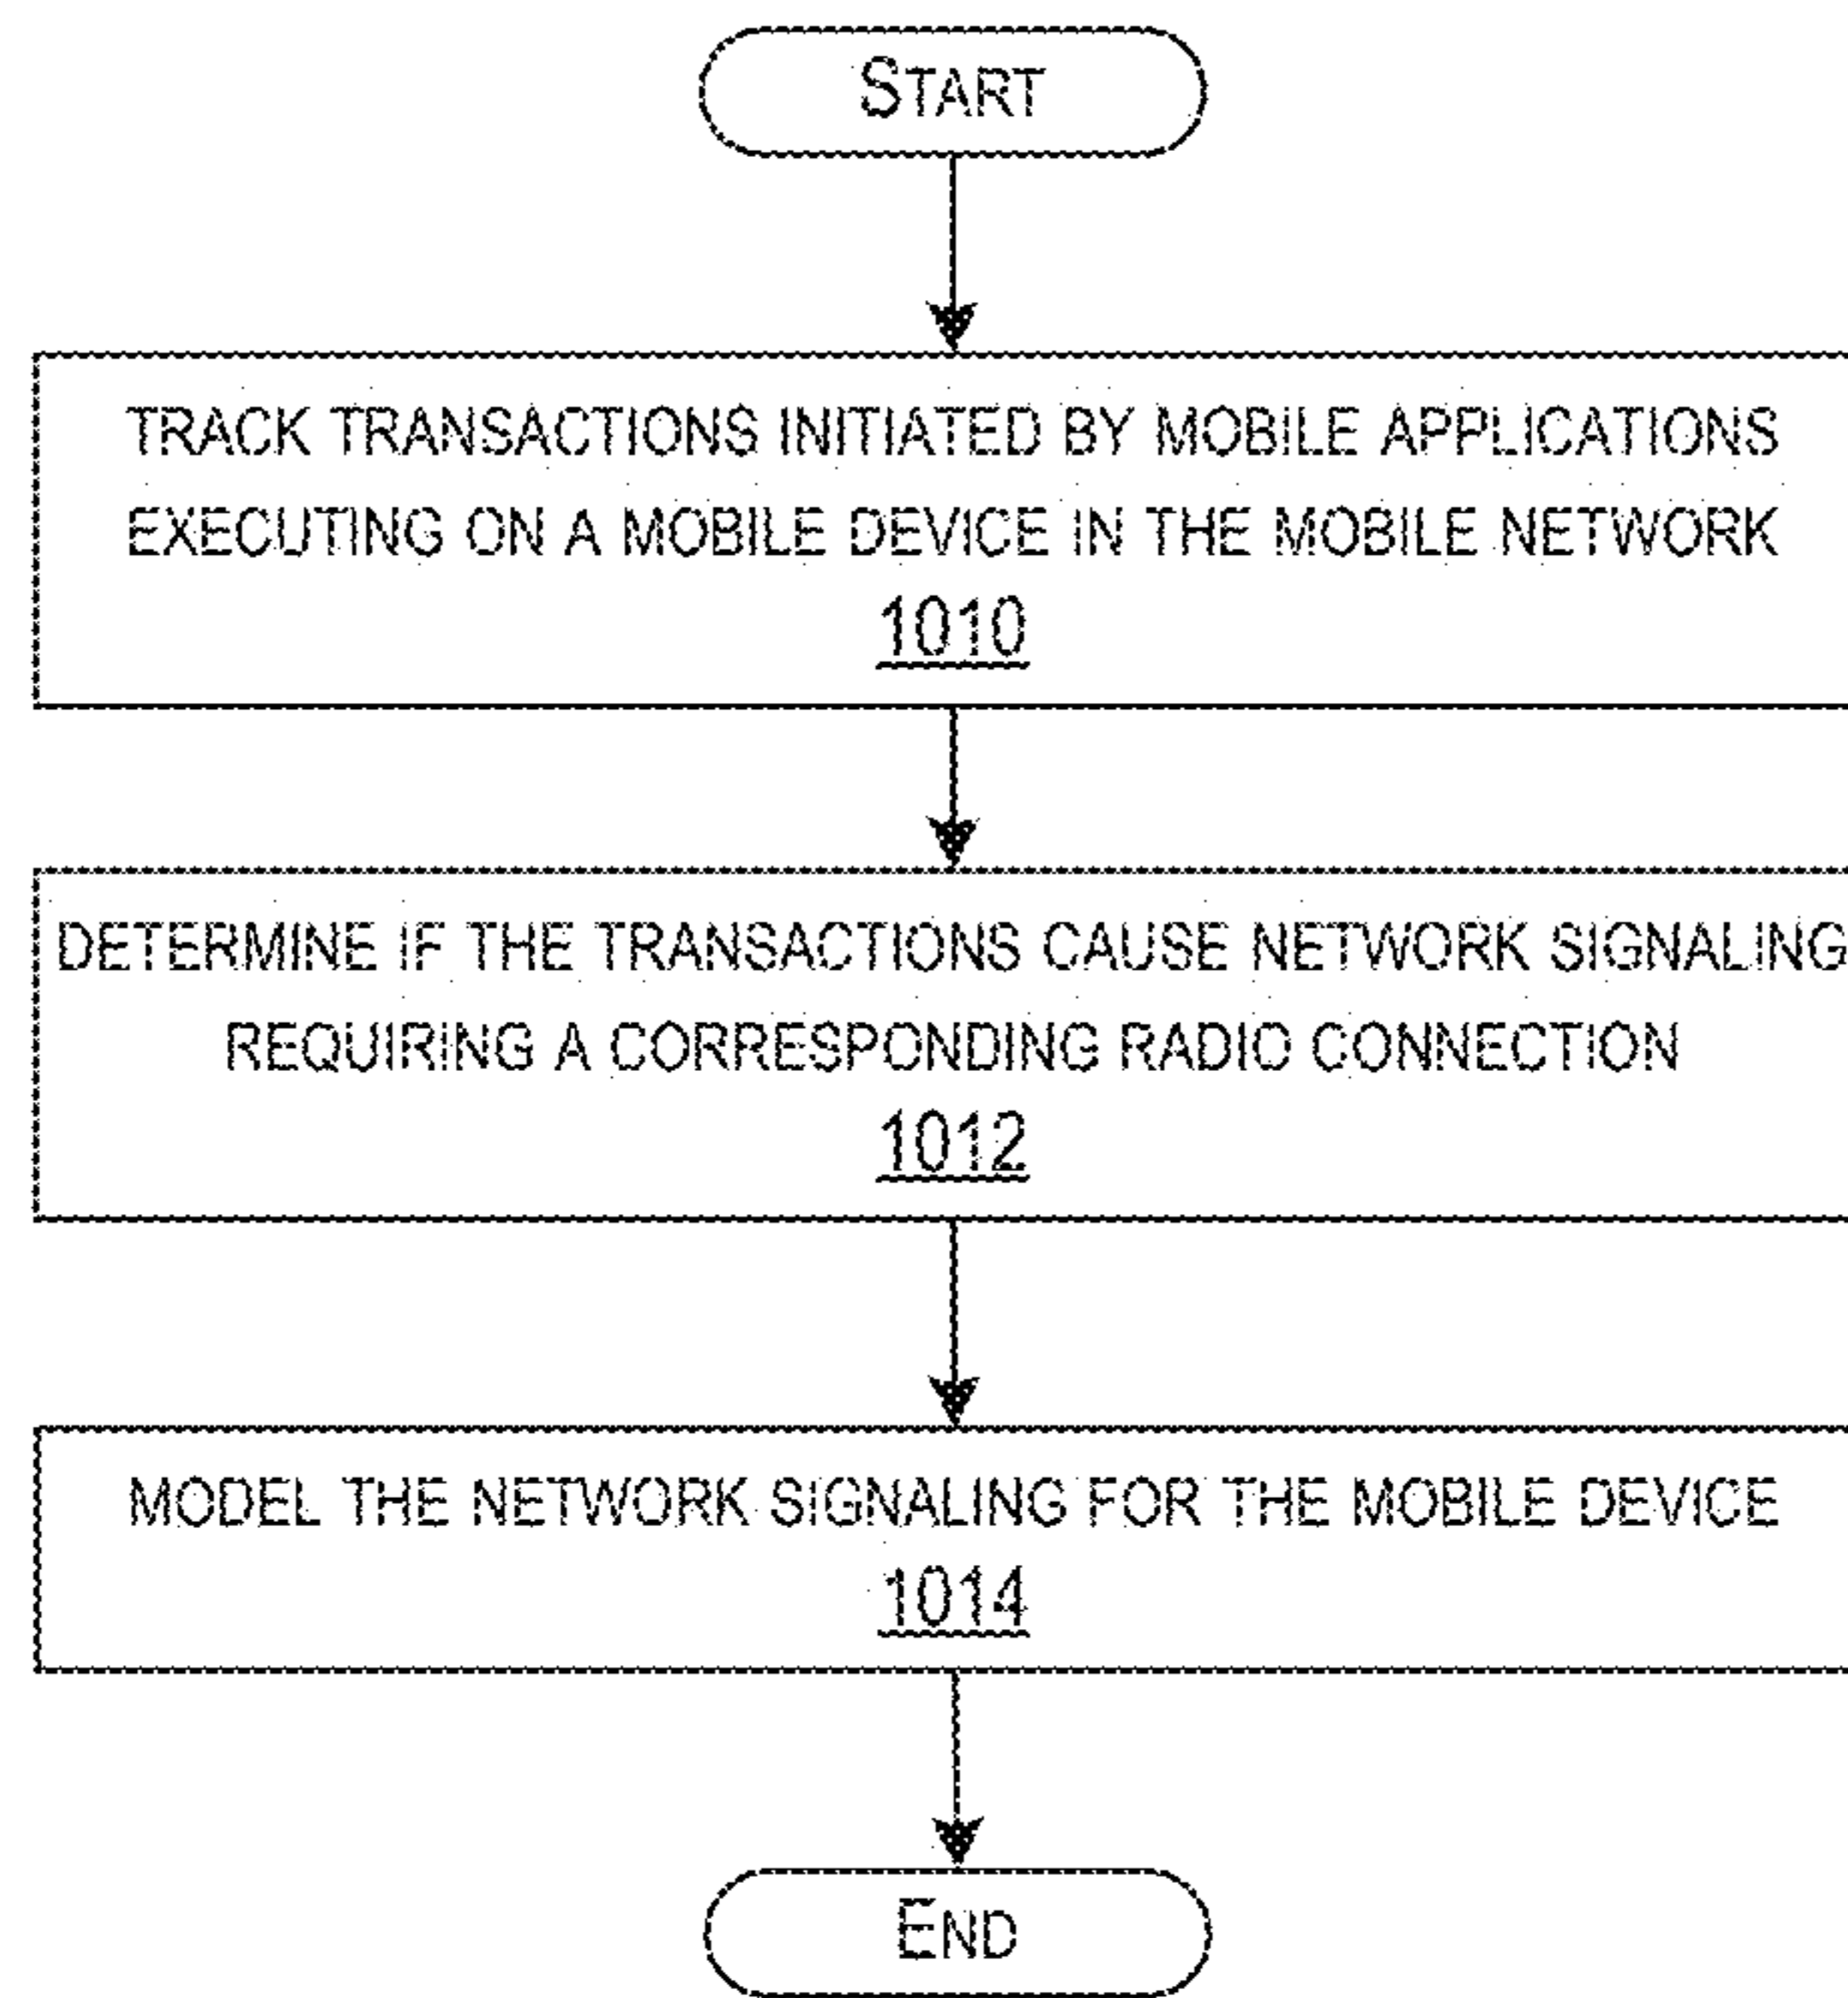 START
TRACK TRANSACTIONS INITIATED BY MOBILE APPLICATIONS
EXECUTING ON A MOBILE DEVICE IN THE MOBILE NETWORK
1010
DETERMINE IF THE TRANSACTIONS CAUSE NETWORK SIGNALING
REQUIRING A CORRESPONDING RADIO CONNECTION
1012
MODEL THE NETWORK SIGNALING FOR THE MOBILE DEVICE
1014
END